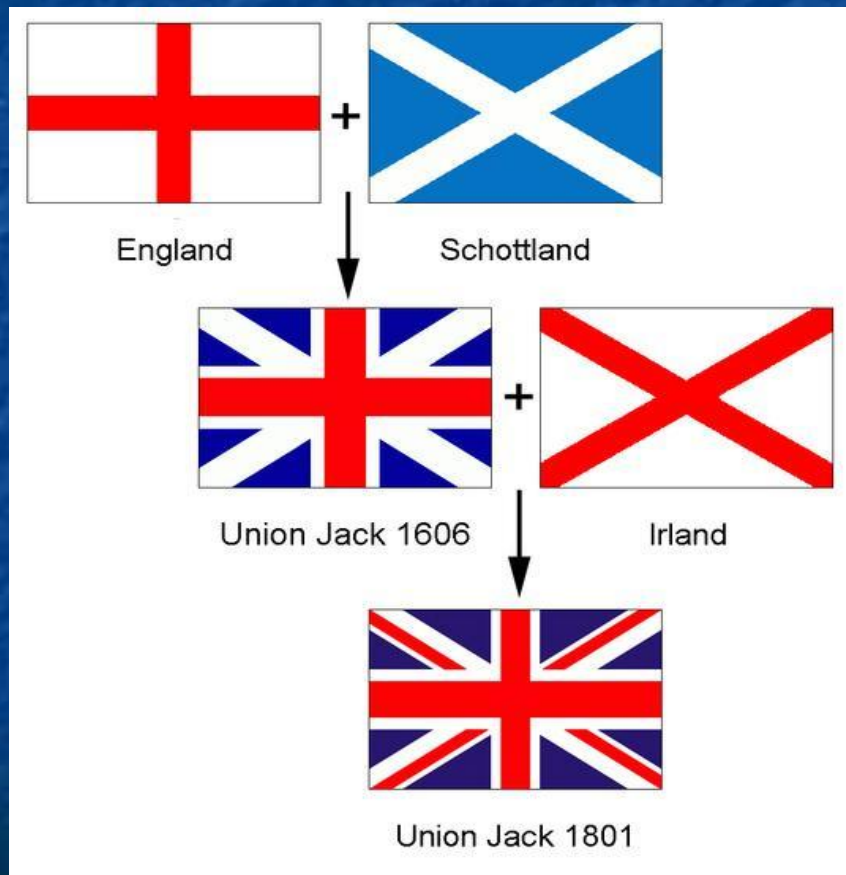 +
England
Schottland
+
Union Jack 1606
Irland
Union Jack 1801